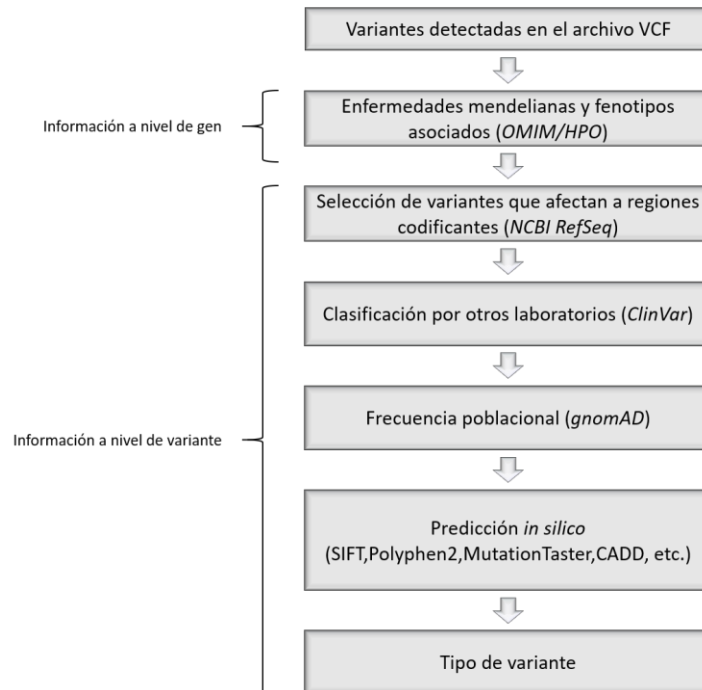 Variantes detectadas en el archivo VCF
Información a nivel de gen
Enfermedades mendelianas y fenotipos
asociados (OMIM/HPO)
Selección de variantes que afectan a regiones
codificantes (NCBI RefSeq)
Clasificación por otros laboratorios (ClinVar)
Información a nivel de variante
Frecuencia poblacional (gnomAD)
Predicción in silico
(SIFT,Polyphen2,MutationTaster,CADD, etc.)
Tipo de variante